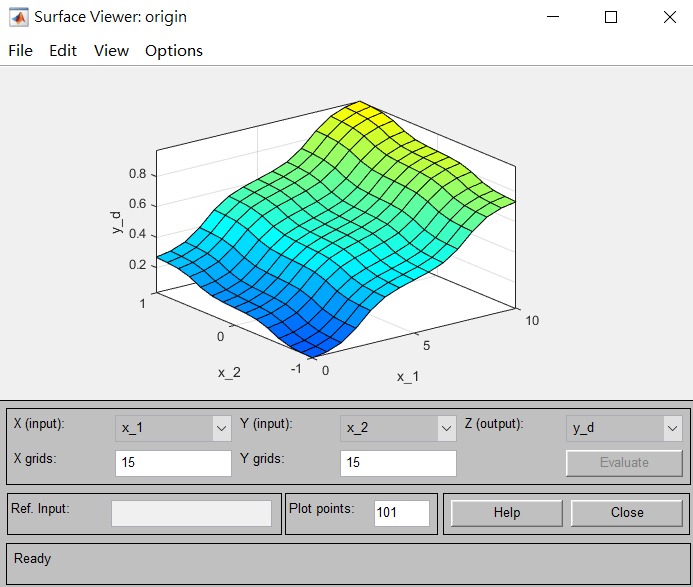 Surface Viewer: origin
File Edit View Options
0.8
0.6
0.4
0.2
y_d
1
0
-1
x_2
0
5
10
x_1
X (input): x_1 Y (input): x_2 Z (output): y_d
X grids: 15 Y grids: 15 Evaluate
Ref. Input: Plot points: 101 Help Close
Ready